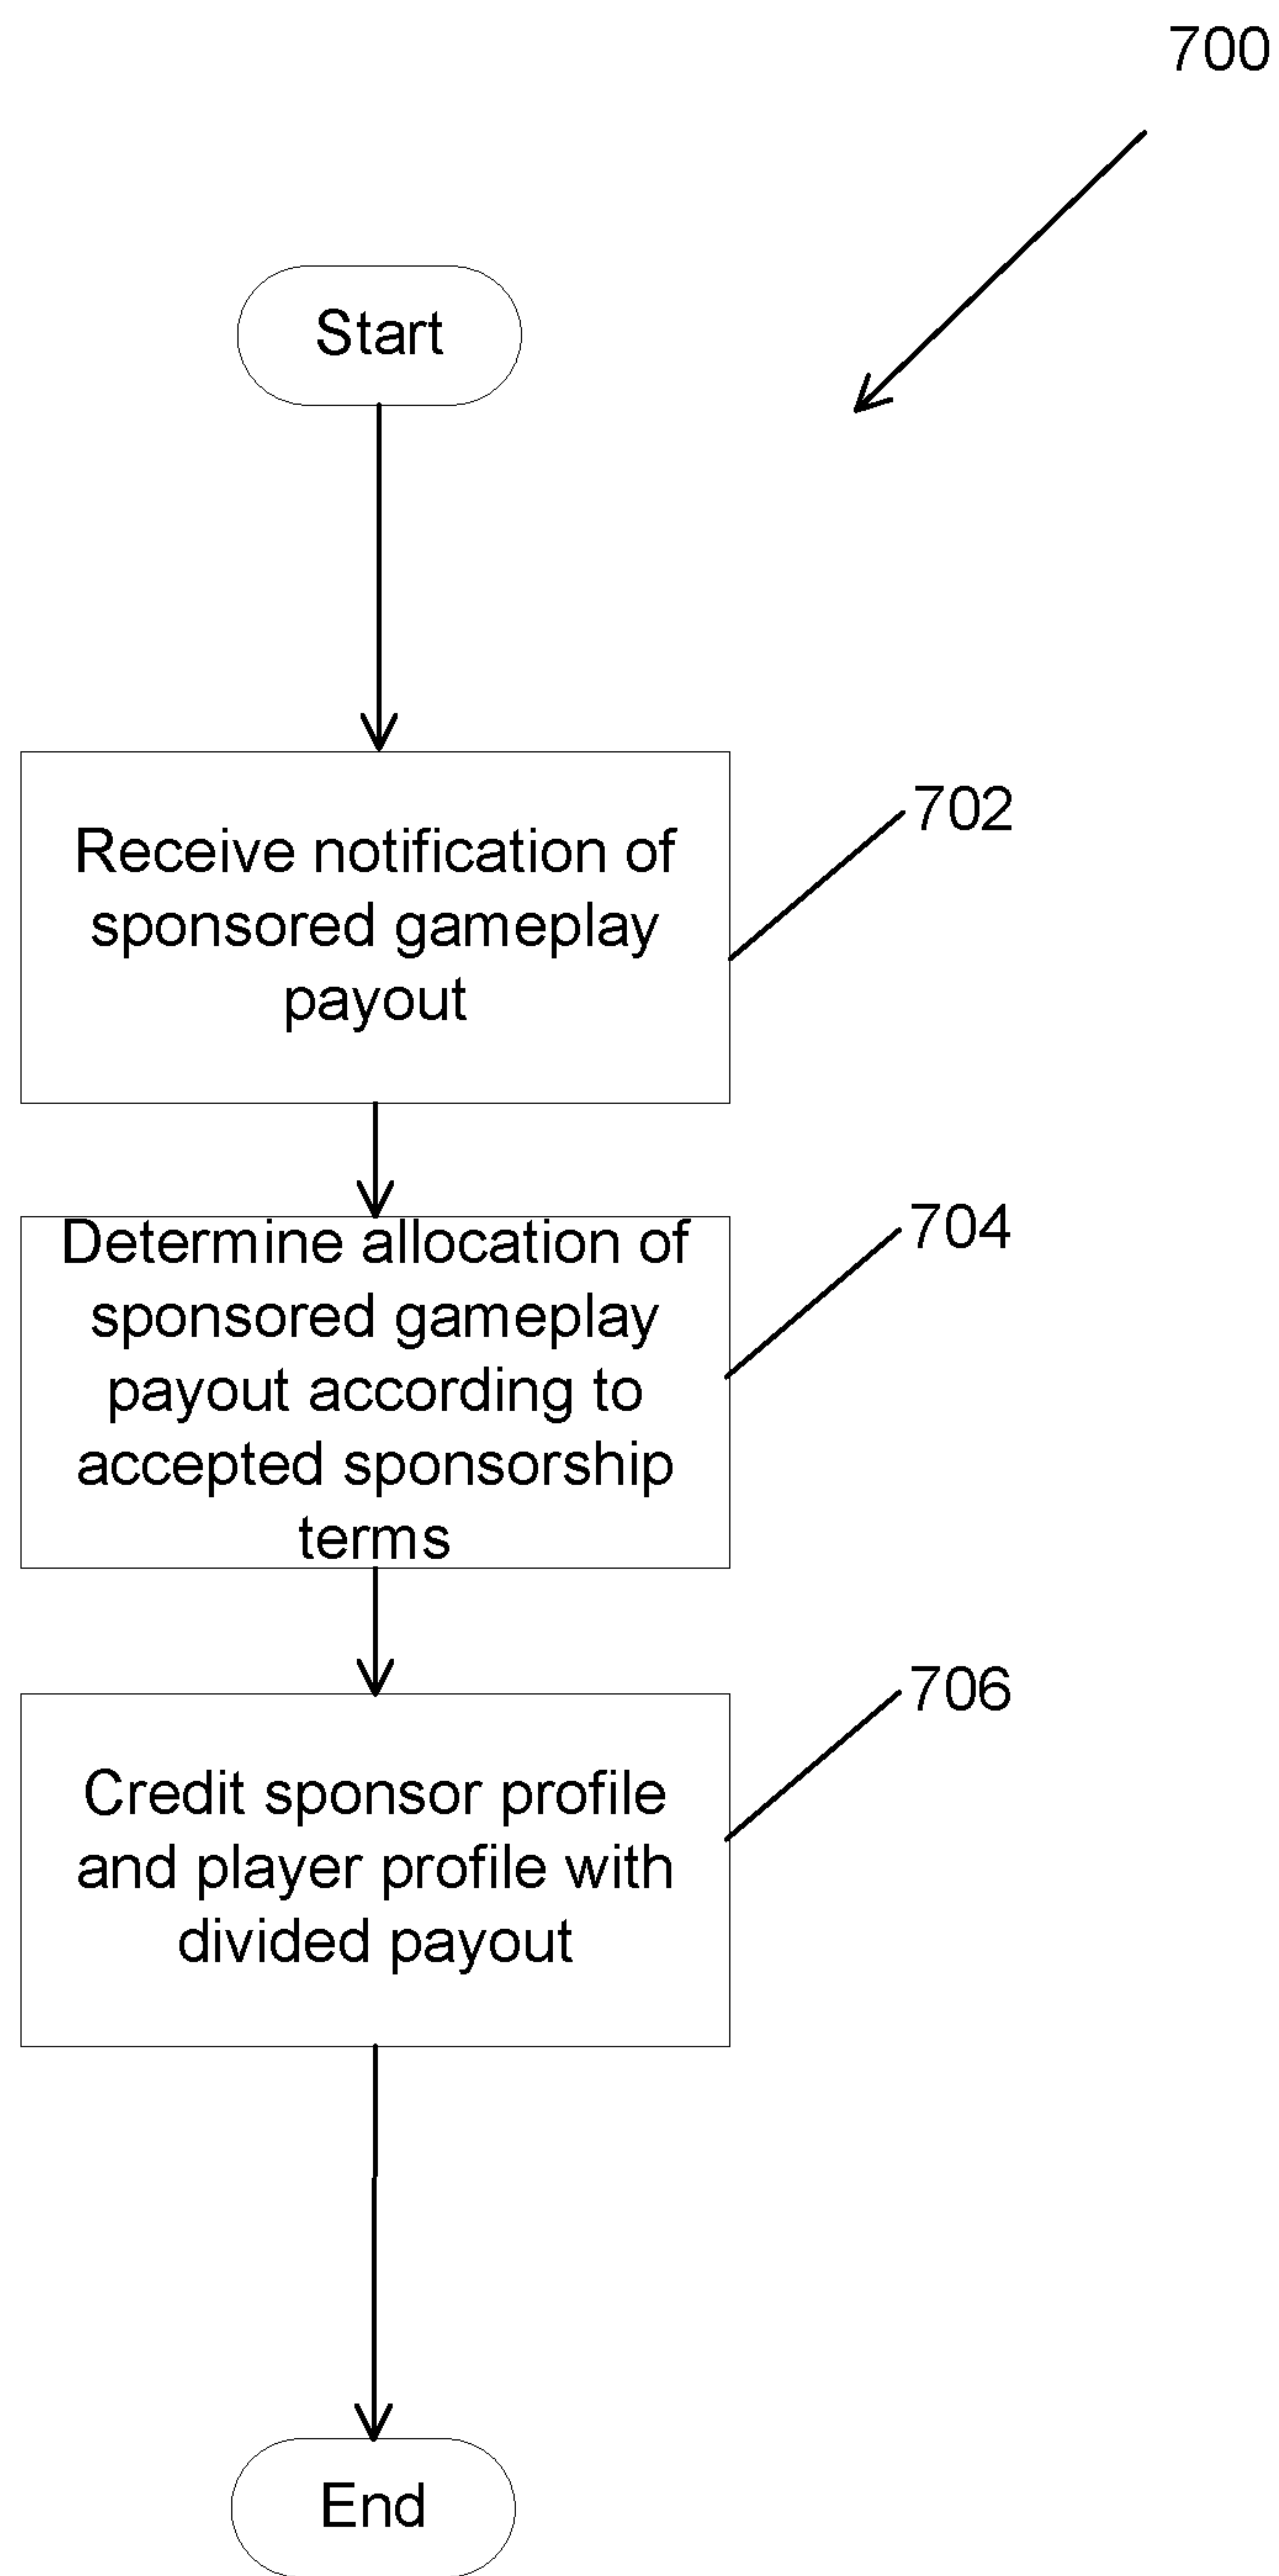 700
Start
Receive notification of
sponsored gameplay
payout
702
Determine allocation of
sponsored gameplay
payout according to
accepted sponsorship
terms
704
Credit sponsor profile
and player profile with
divided payout
706
End